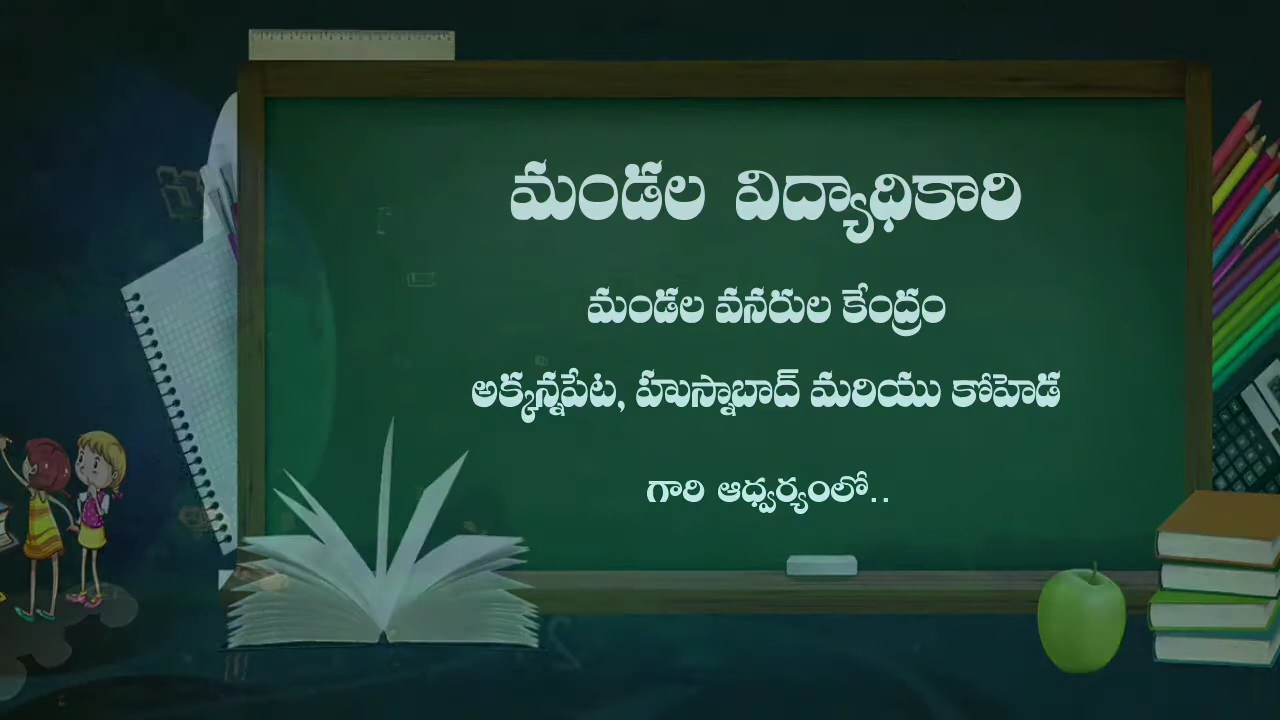 మండల విద్యాధికారి
మండల వనరుల కేంద్రం
అక్కన్నపేట, హుస్నాబాద్ మరియు కోహెడ
గారి ఆధ్వర్యంలో..